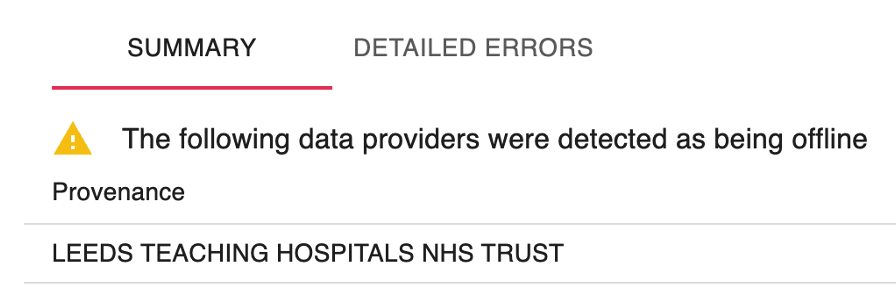 SUMMARY DETAILED ERRORS
The following data providers were detected as being offline
Provenance
LEEDS TEACHING HOSPITALS NHS TRUST